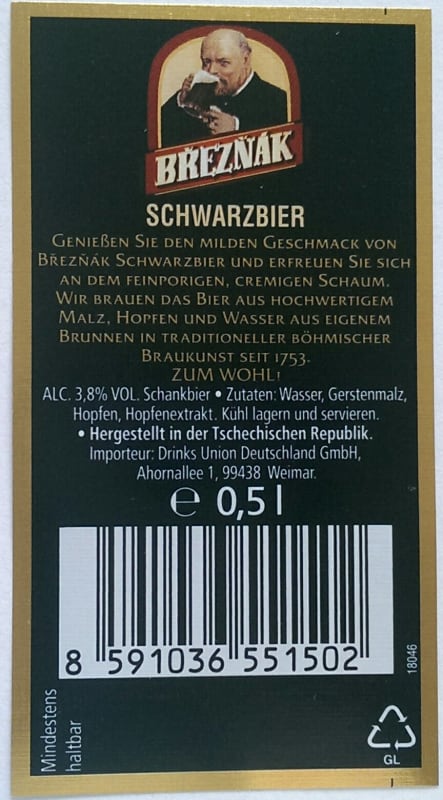 BŘEZŇÁK
SCHWARZBIER
GENIEẞEN SIE DEN MILDEN GESCHMACK VON
BŘEZŇÁK SCHWARZBIER UND ERFREUEN SIE SICH
AN DEM FEINPORIGEN, CREMIGEN SCHAUM.
WIR BRAUEN DAS BIER AUS HOCHWERTIGEM
MALZ, HOPFEN UND WASSER AUS EIGENEM
BRUNNEN IN TRADITIONELLER BÖHMISCHER
BRAUKUNST SEIT 1753.
ZUM WOHL!
ALC. 3,8% VOL. Schankbier • Zutaten: Wasser, Gerstenmalz,
Hopfen, Hopfenextrakt. Kühl lagern und servieren.
• Hergestellt in der Tschechischen Republik.
Importeur: Drinks Union Deutschland GmbH,
Ahornallee 1, 99438 Weimar.
℮ 0,5 l
8 591036 551502
18046
Mindestens
haltbar
GL